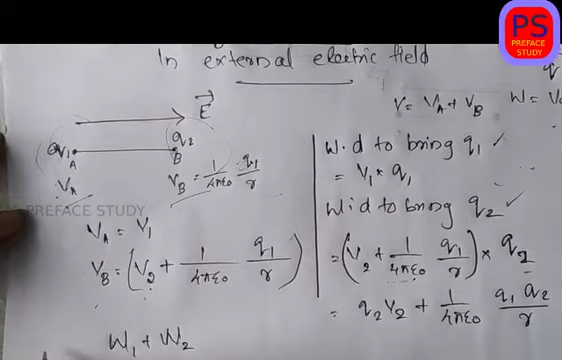 PS
PREFACE
STUDY
In external electric field
V = VA + VB W =
→E
q1 q2
A B
VA VB = 1/4πε0 q1/r
PREFACE STUDY
VA = V1
VB = (V2 + 1/4πε0 q1/r)
W1 + W2
W.d to bring q1 ✓
= V1 × q1
W.d to bring q2 ✓
= (V2 + 1/4πε0 q1/r) × q2
= q2V2 + 1/4πε0 q1 q2/r